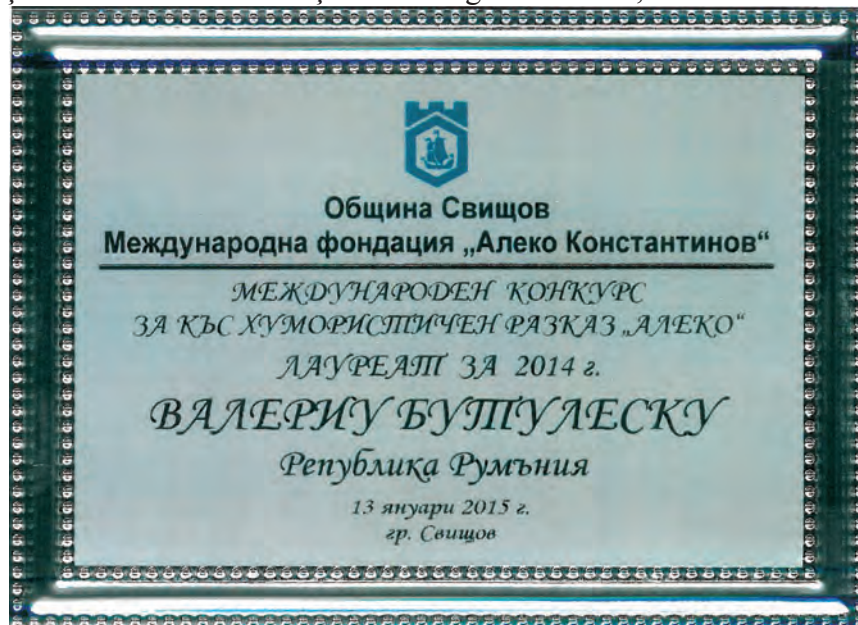 Община Свищов
Международна фондация „Алеко Константинов“
МЕЖДУНАРОДЕН КОНКУРС
ЗА КЪС ХУМОРИСТИЧЕН РАЗКАЗ „АЛЕКО“
ЛАУРЕАТ ЗА 2014 г.
ВАЛЕРИУ БУТУЛЕСКУ
Република Румъния
13 януари 2015 г.
гр. Свищов